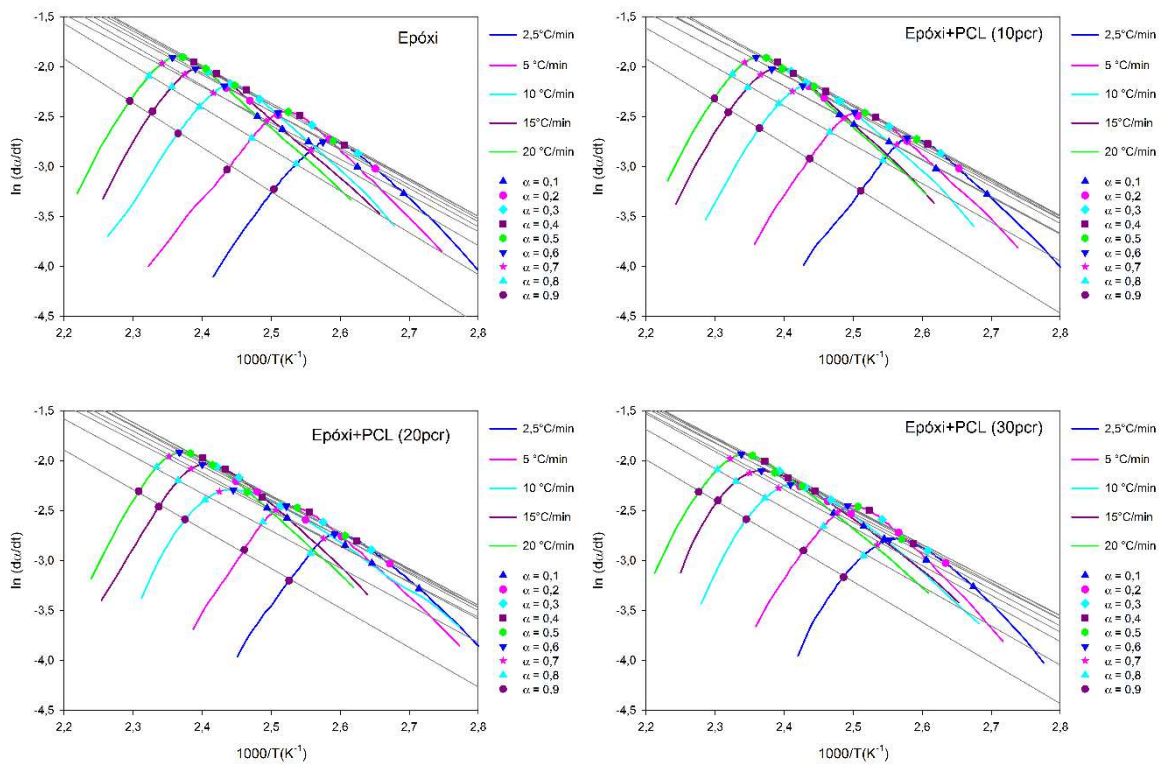 Epóxi
-1,5
-2,0
-2,5
-3,0
-3,5
-4,0
-4,5
ln (dα/dt)
2,2 2,3 2,4 2,5 2,6 2,7 2,8
1000/T(K⁻¹)
2,5°C/min
5 °C/min
10 °C/min
15°C/min
20 °C/min
α = 0,1
α = 0,2
α = 0,3
α = 0,4
α = 0,5
α = 0,6
α = 0,7
α = 0,8
α = 0.9
Epóxi+PCL (10pcr)
-1,5
-2,0
-2,5
-3,0
-3,5
-4,0
-4,5
ln (dα/dt)
2,2 2,3 2,4 2,5 2,6 2,7 2,8
1000/T(K⁻¹)
2,5°C/min
5 °C/min
10 °C/min
15°C/min
20 °C/min
α = 0,1
α = 0,2
α = 0,3
α = 0,4
α = 0,5
α = 0,6
α = 0,7
α = 0,8
α = 0.9
Epóxi+PCL (20pcr)
-1,5
-2,0
-2,5
-3,0
-3,5
-4,0
-4,5
ln (dα/dt)
2,2 2,3 2,4 2,5 2,6 2,7 2,8
1000/T(K⁻¹)
2,5°C/min
5 °C/min
10 °C/min
15°C/min
20 °C/min
α = 0,1
α = 0,2
α = 0,3
α = 0,4
α = 0,5
α = 0,6
α = 0,7
α = 0,8
α = 0.9
Epóxi+PCL (30pcr)
-1,5
-2,0
-2,5
-3,0
-3,5
-4,0
-4,5
ln (dα/dt)
2,2 2,3 2,4 2,5 2,6 2,7 2,8
1000/T(K⁻¹)
2,5°C/min
5 °C/min
10 °C/min
15°C/min
20 °C/min
α = 0,1
α = 0,2
α = 0,3
α = 0,4
α = 0,5
α = 0,6
α = 0,7
α = 0,8
α = 0.9